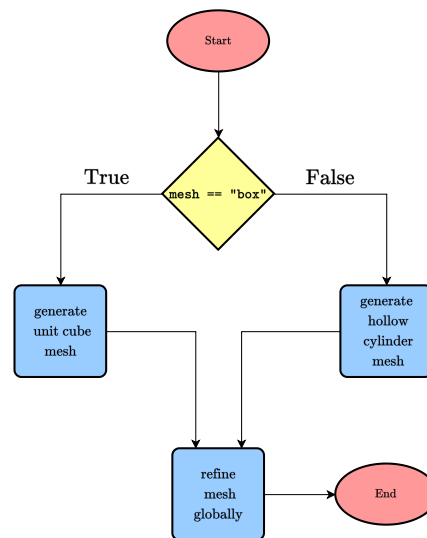 Start
True
False
mesh == "box"
generate
unit cube
mesh
generate
hollow
cylinder
mesh
refine
mesh
globally
End